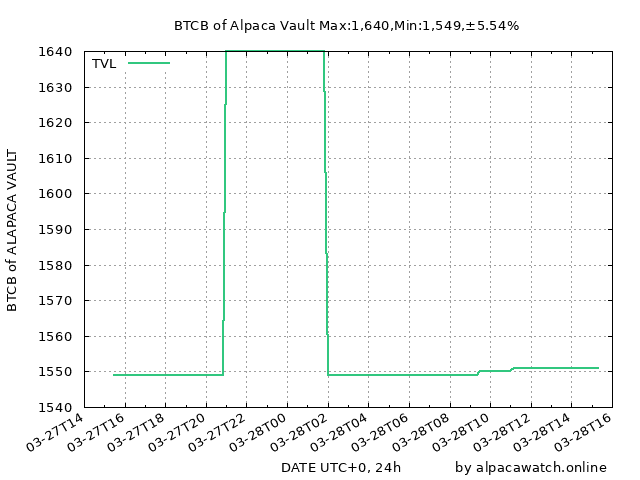 BTCB of Alpaca Vault Max:1,640,Min:1,549,±5.54%
TVL
1640
1630
1620
1610
1600
1590
1580
1570
1560
1550
1540
BTCB of ALAPACA VAULT
03-27T14
03-27T16
03-27T18
03-27T20
03-27T22
03-28T00
03-28T02
03-28T04
03-28T06
03-28T08
03-28T10
03-28T12
03-28T14
03-28T16
DATE UTC+0, 24h
by alpacawatch.online